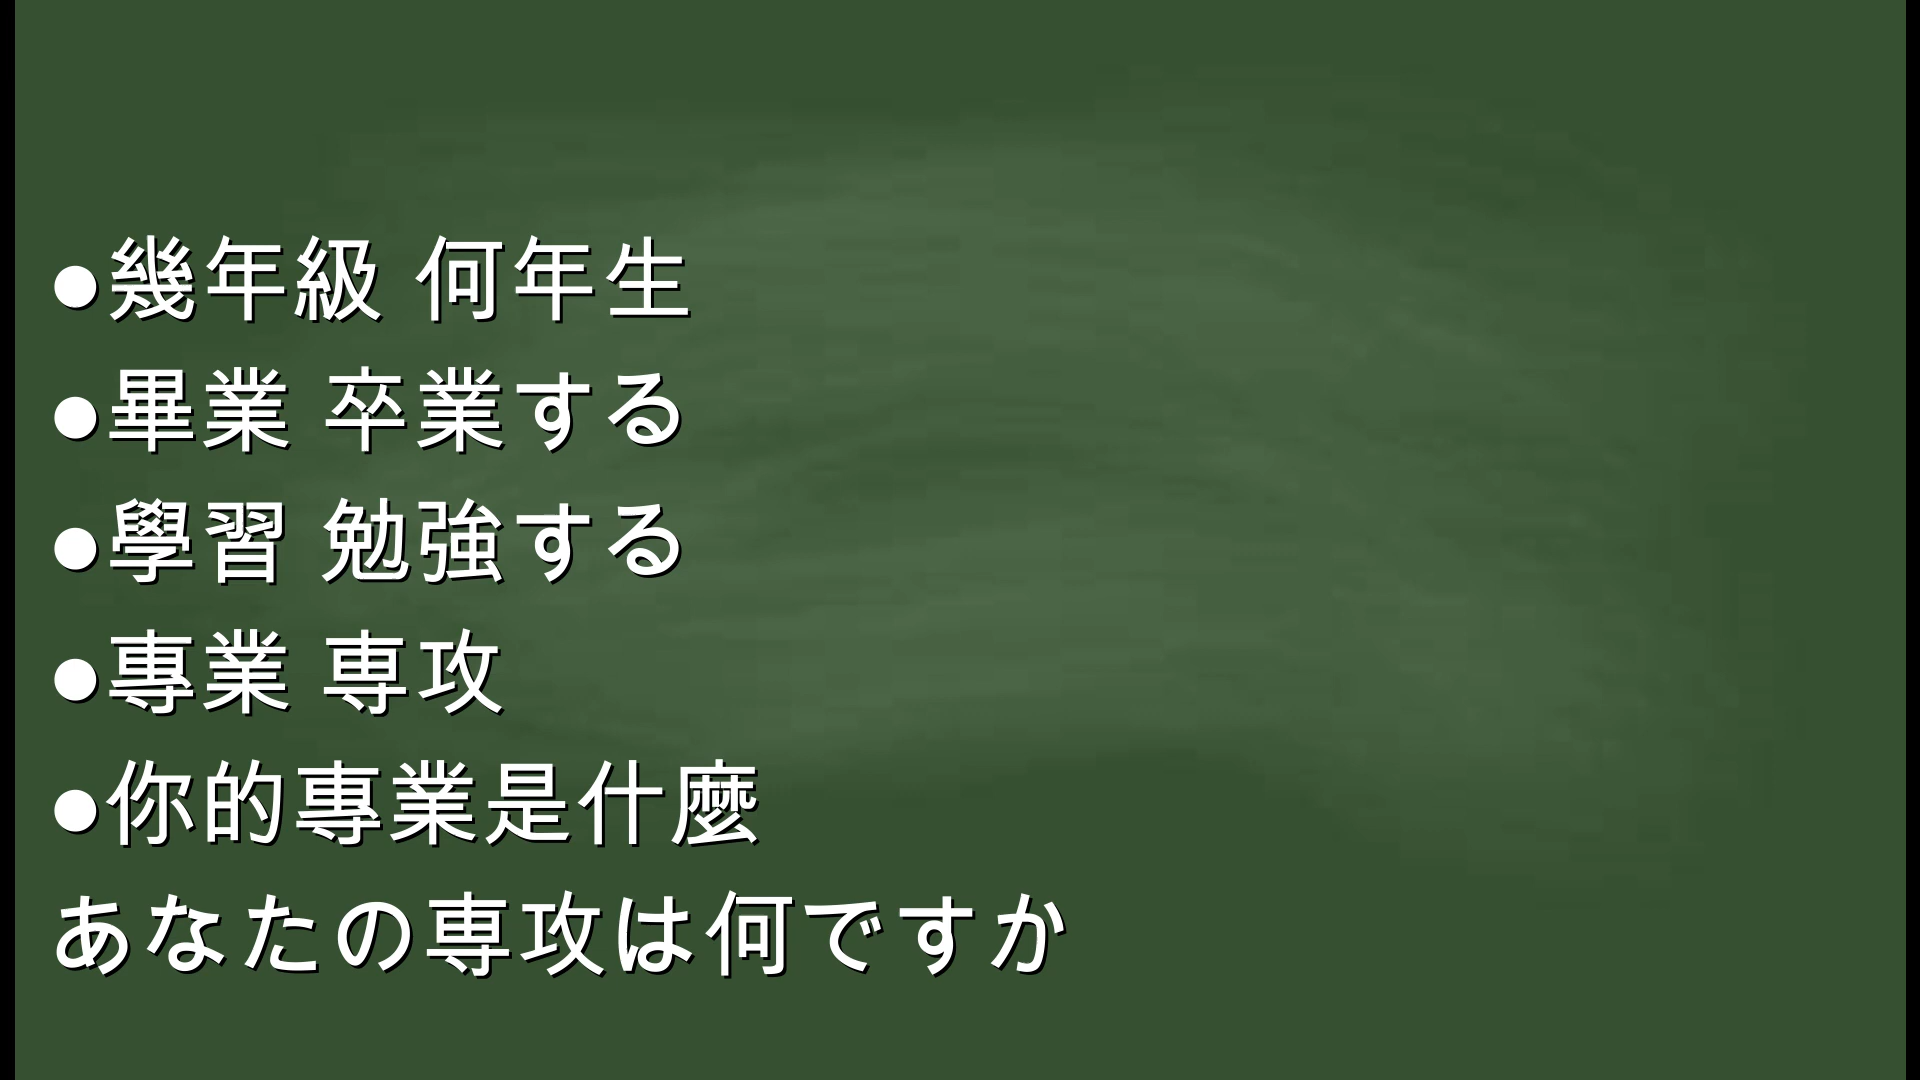 ●幾年級 何年生
●畢業 卒業する
●學習 勉強する
●專業 専攻
●你的專業是什麼
あなたの専攻は何ですか